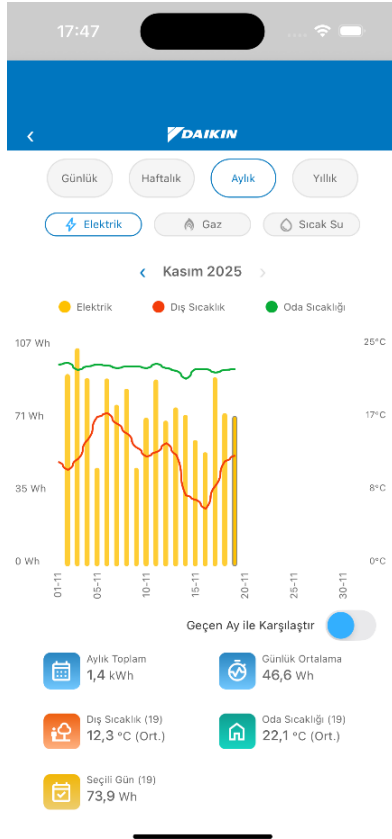 17:47
DAIKIN
Günlük
Haftalık
Aylık
Yıllık
Elektrik
Gaz
Sıcak Su
Kasım 2025
Elektrik
Dış Sıcaklık
Oda Sıcaklığı
107 Wh
25°C
71 Wh
17°C
35 Wh
8°C
0 Wh
0°C
01-11
05-11
10-11
15-11
20-11
25-11
30-11
Geçen Ay ile Karşılaştır
Aylık Toplam
1,4 kWh
Günlük Ortalama
46,6 Wh
Dış Sıcaklık (19)
12,3 °C (Ort.)
Oda Sıcaklığı (19)
22,1 °C (Ort.)
Seçili Gün (19)
73,9 Wh